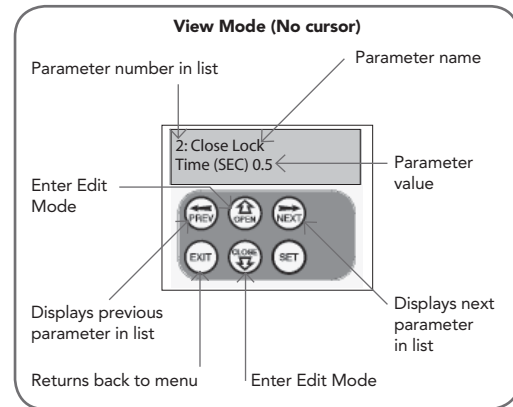 View Mode (No cursor)
Parameter number in list
Parameter name
2: Close Lock
Time (SEC) 0.5
Parameter
value
Enter Edit
Mode
PREV
OPEN
NEXT
EXIT
CLOSE
SET
Displays previous
parameter in list
Displays next
parameter
in list
Returns back to menu
Enter Edit Mode